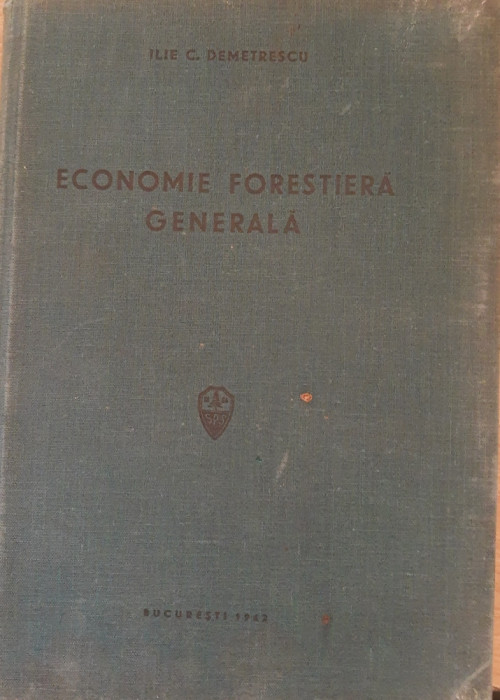 ILIE C. DEMETRESCU
ECONOMIE FORESTIERĂ
GENERALĂ
BUCUREȘTI 1942